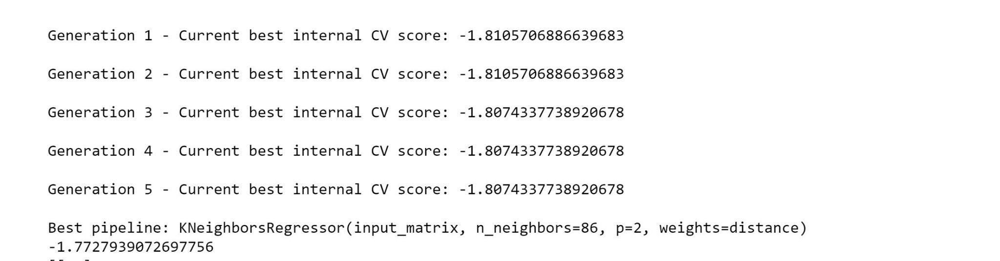 Generation 1 - Current best internal CV score: -1.8105706886639683
Generation 2 - Current best internal CV score: -1.8105706886639683
Generation 3 - Current best internal CV score: -1.8074337738920678
Generation 4 - Current best internal CV score: -1.8074337738920678
Generation 5 - Current best internal CV score: -1.8074337738920678
Best pipeline: KNeighborsRegressor(input_matrix, n_neighbors=86, p=2, weights=distance)
-1.7727939072697756